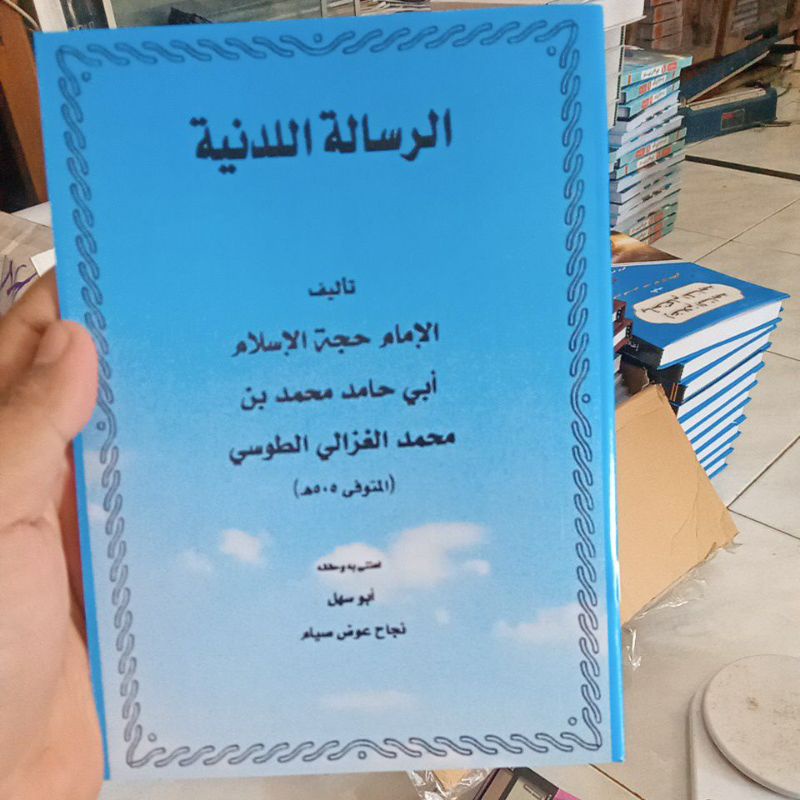 الرسالة اللدنية
تأليف
الإمام حجة الإسلام
أبي حامد محمد بن
محمد الغزالي الطوسي
(المتوفى ٥٠٥هـ)
اعتنى به وحققه
أبو سهل
نجاح عوض صيام